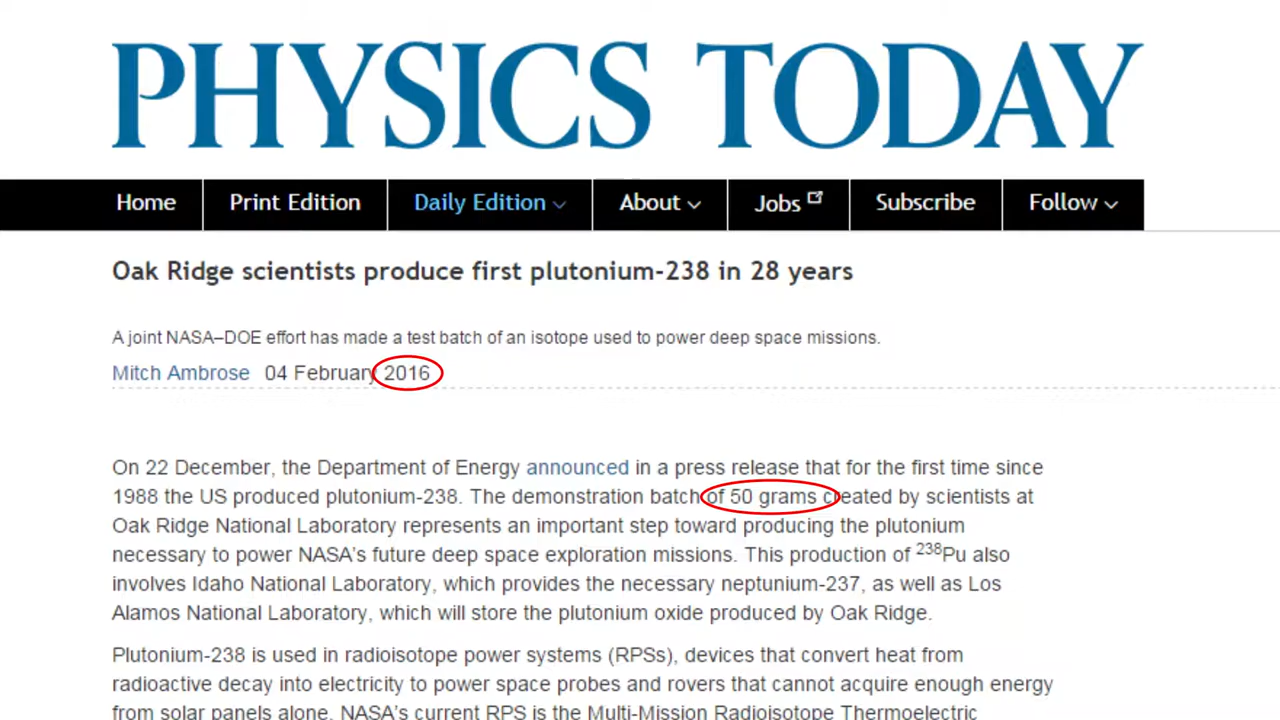 PHYSICS TODAY
Home Print Edition Daily Edition About Jobs Subscribe Follow
Oak Ridge scientists produce first plutonium-238 in 28 years
A joint NASA–DOE effort has made a test batch of an isotope used to power deep space missions.
Mitch Ambrose 04 February 2016
On 22 December, the Department of Energy announced in a press release that for the first time since
1988 the US produced plutonium-238. The demonstration batch of 50 grams created by scientists at
Oak Ridge National Laboratory represents an important step toward producing the plutonium
necessary to power NASA’s future deep space exploration missions. This production of ²³⁸Pu also
involves Idaho National Laboratory, which provides the necessary neptunium-237, as well as Los
Alamos National Laboratory, which will store the plutonium oxide produced by Oak Ridge.
Plutonium-238 is used in radioisotope power systems (RPSs), devices that convert heat from
radioactive decay into electricity to power space probes and rovers that cannot acquire enough energy
from solar panels alone. NASA’s current RPS is the Multi-Mission Radioisotope Thermoelectric